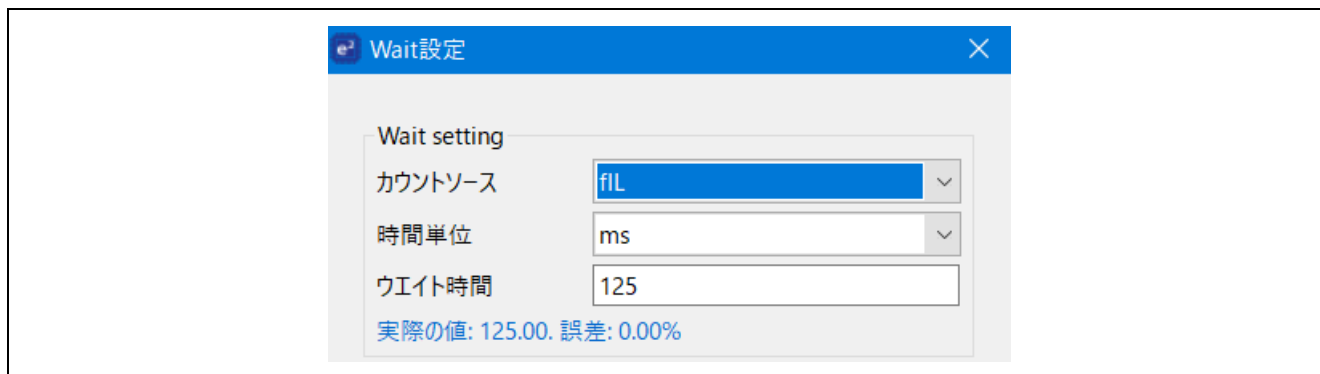 e² Wait設定
Wait setting
カウントソース fIL
時間単位 ms
ウエイト時間 125
実際の値: 125.00. 誤差: 0.00%